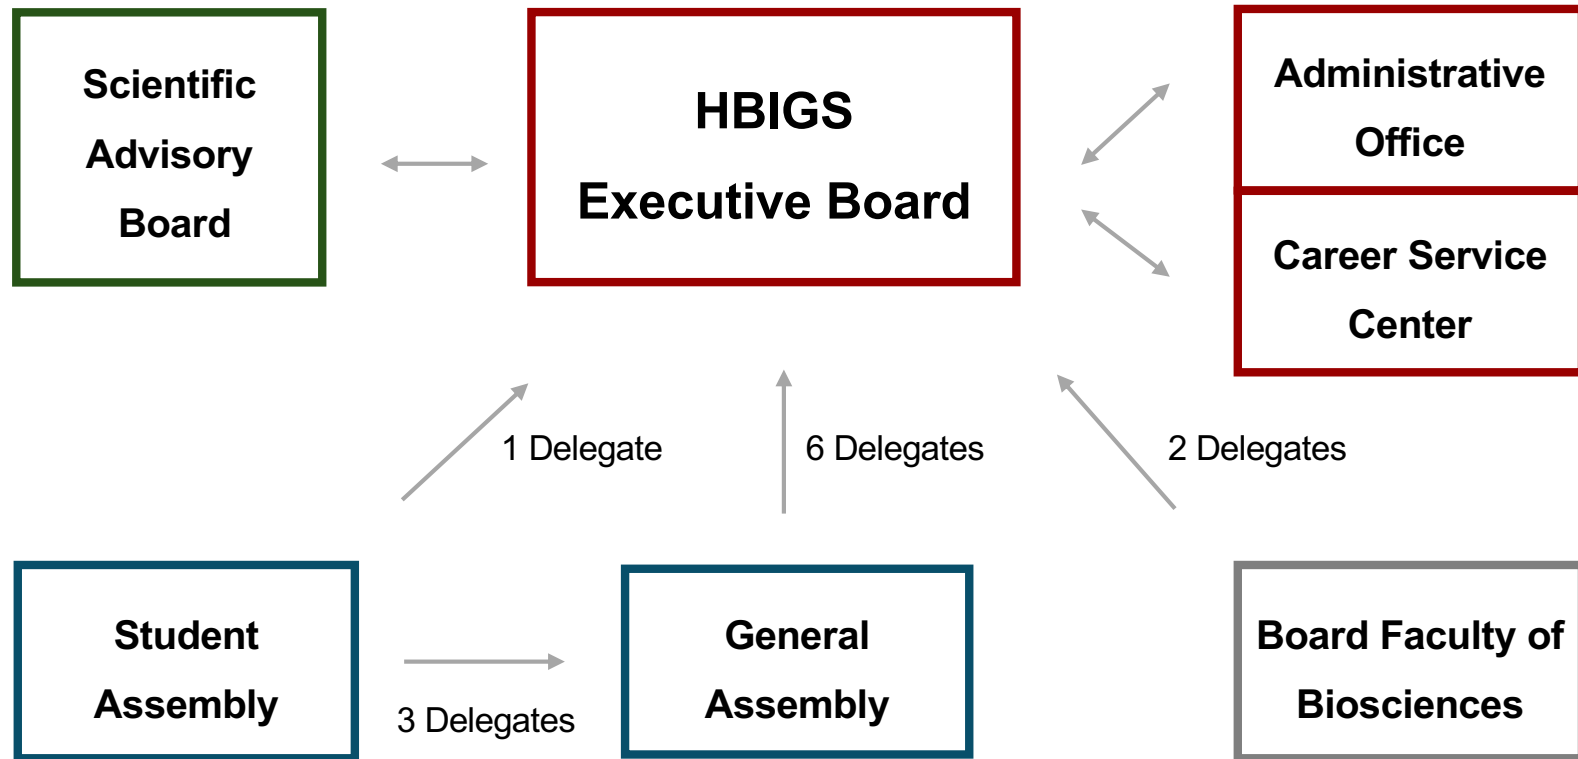 Scientific
Advisory
Board
HBIGS
Executive Board
Administrative
Office
Career Service
Center
1 Delegate
6 Delegates
2 Delegates
Student
Assembly
3 Delegates
General
Assembly
Board Faculty of
Biosciences